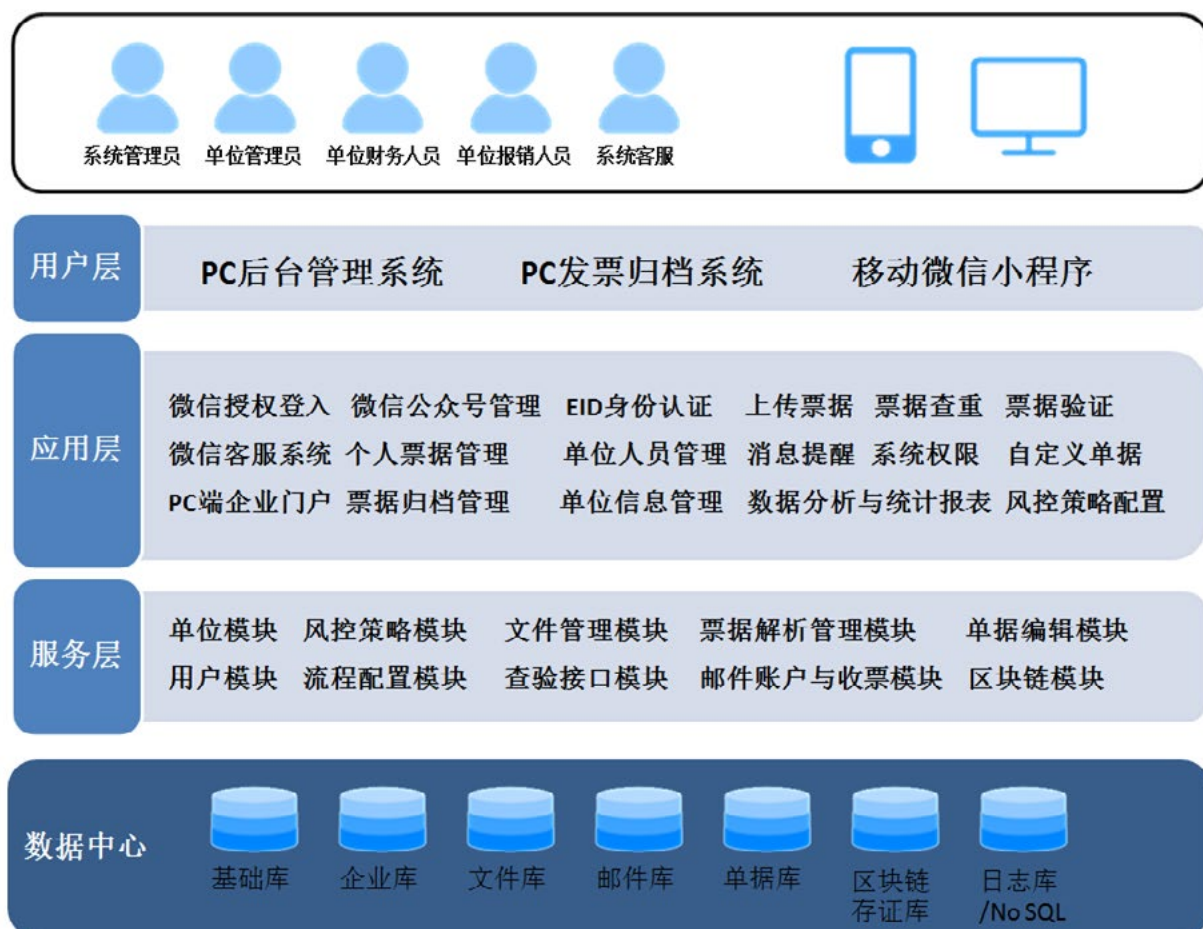 系统管理员 单位管理员 单位财务人员 单位报销人员 系统客服
用户层
PC后台管理系统 PC发票归档系统 移动微信小程序
应用层
微信授权登入 微信公众号管理 EID身份认证 上传票据 票据查重 票据验证
微信客服系统 个人票据管理 单位人员管理 消息提醒 系统权限 自定义单据
PC端企业门户 票据归档管理 单位信息管理 数据分析与统计报表 风控策略配置
服务层
单位模块 风控策略模块 文件管理模块 票据解析管理模块 单据编辑模块
用户模块 流程配置模块 查验接口模块 邮件账户与收票模块 区块链模块
数据中心
基础库 企业库 文件库 邮件库 单据库 区块链 日志库
存证库 /No SQL